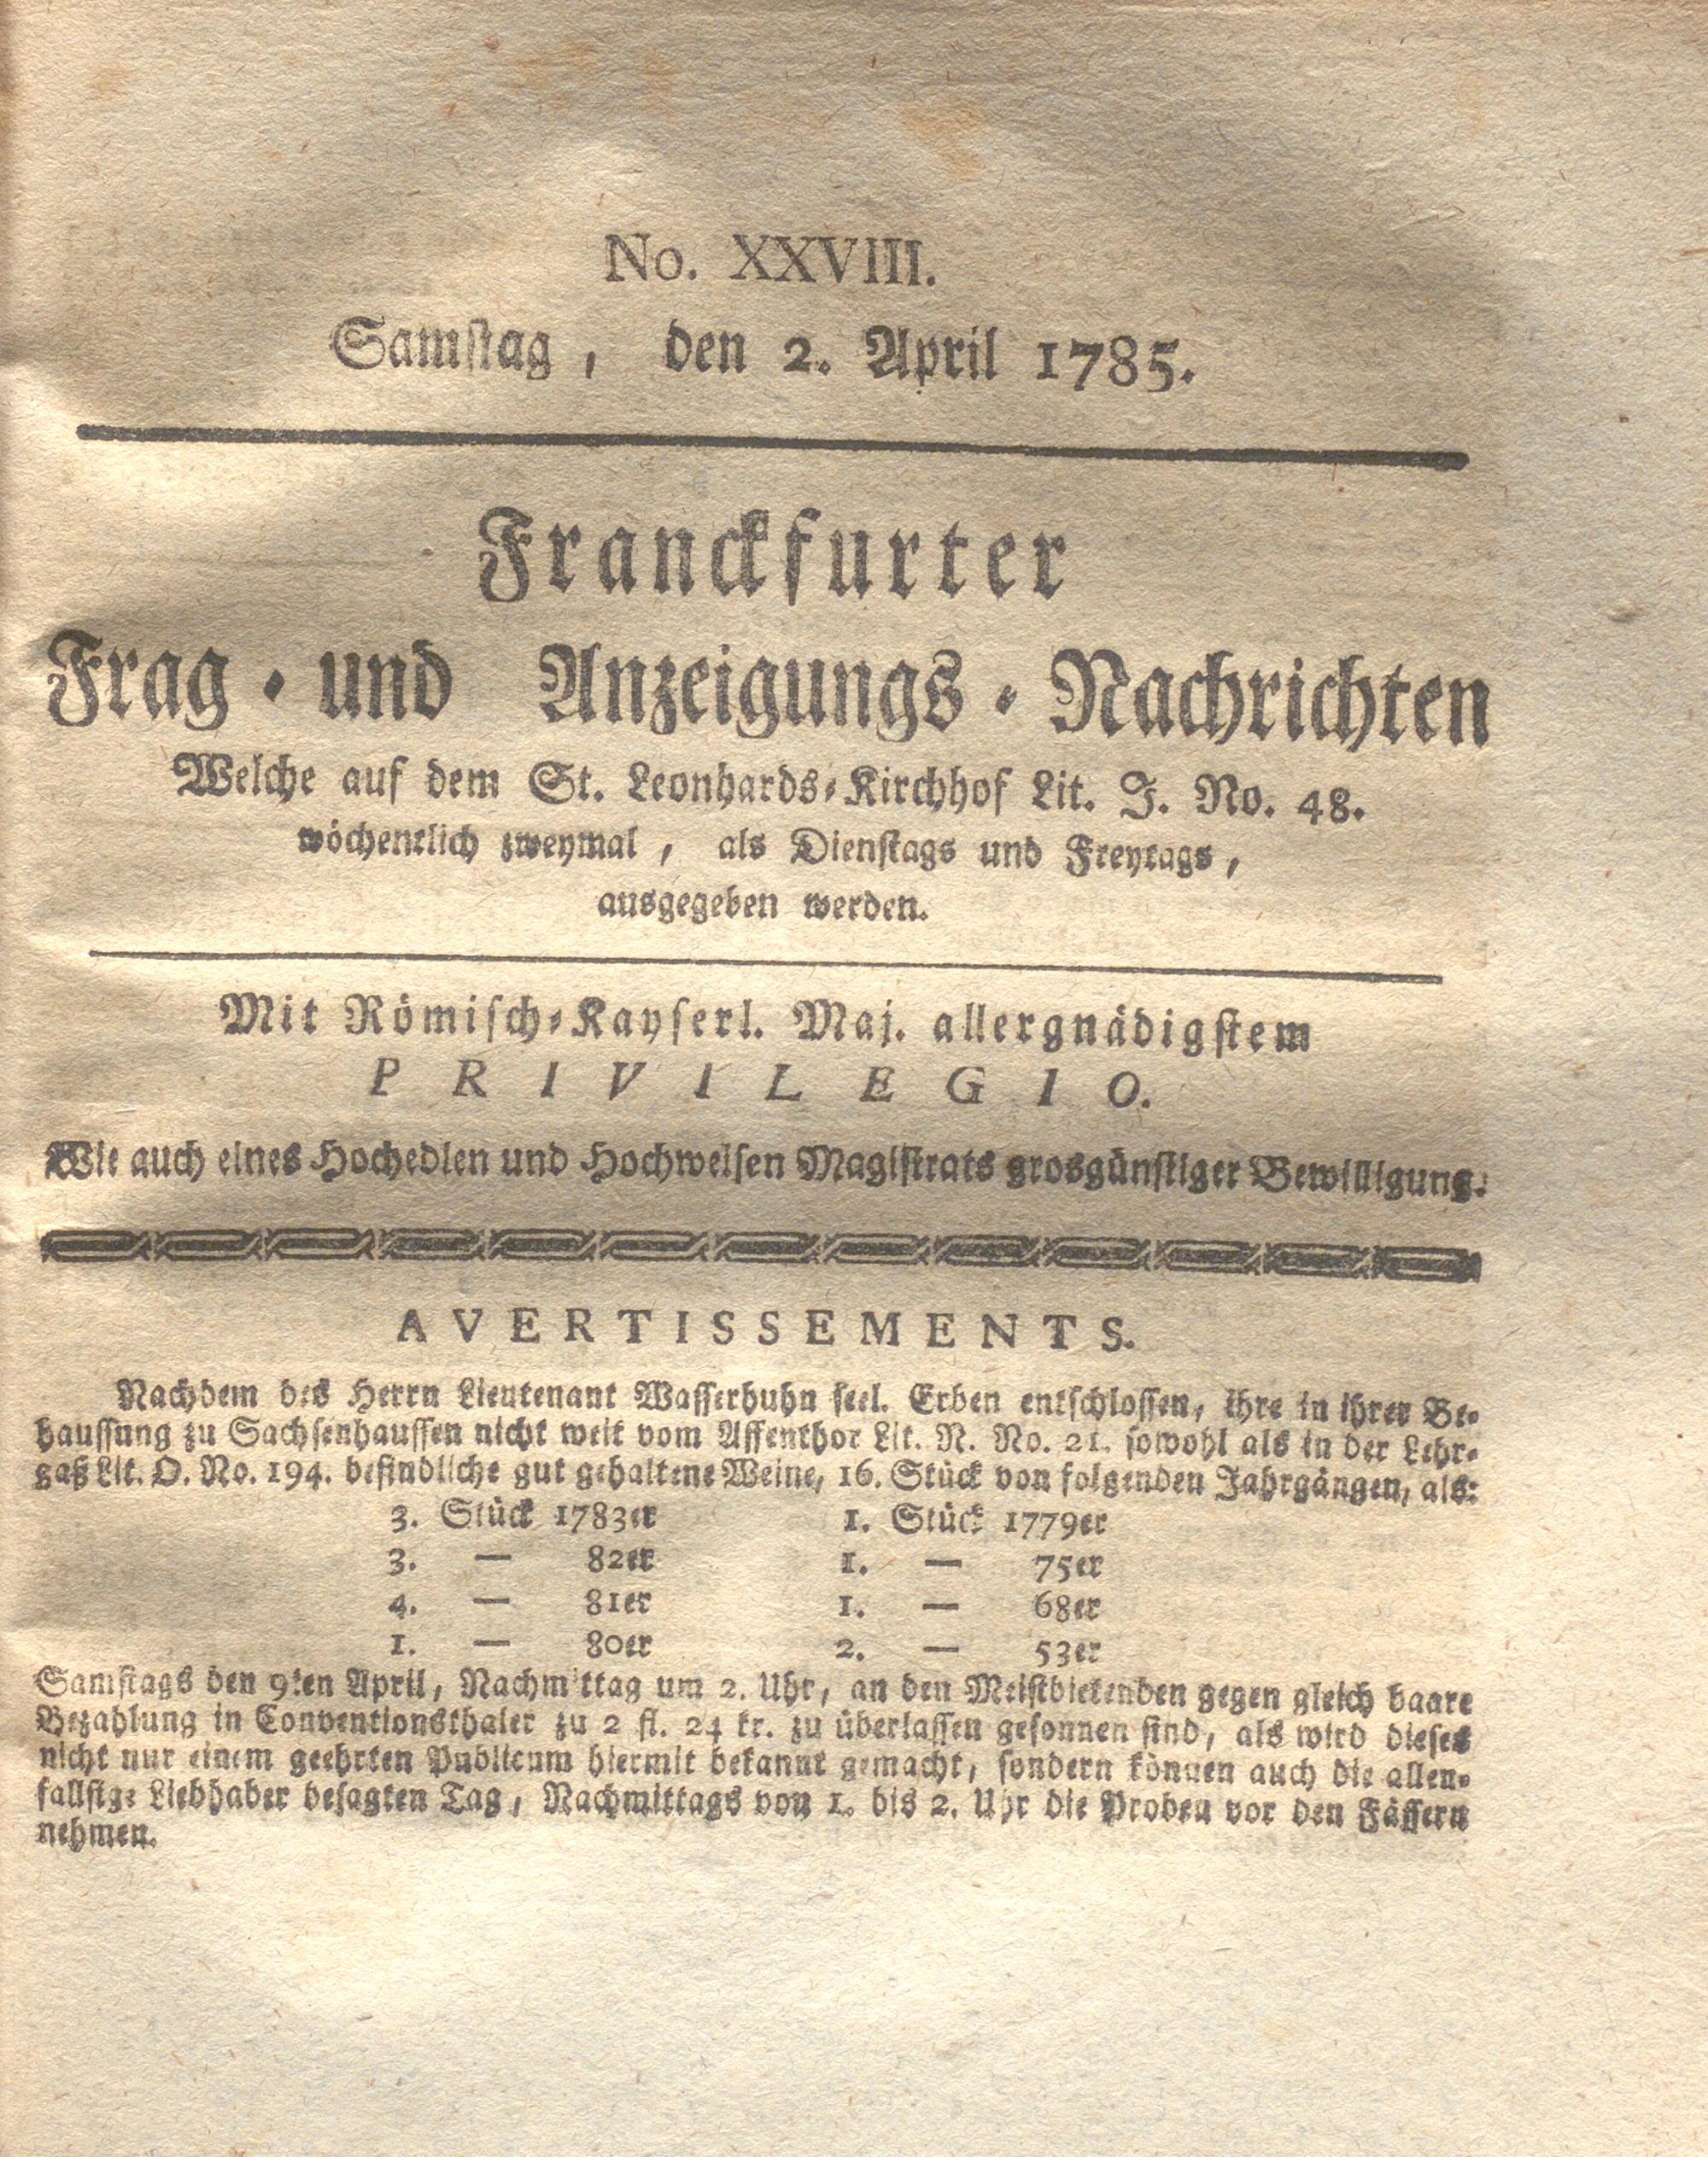 No. XXVIII.
Samstag, den 2. April 1785.
Franckfurter
Frag- und Anzeigungs-Nachrichten
Welche auf dem St. Leonhards-Kirchhof Lit. J. No. 48.
wöchentlich zweymal, als Dienstags und Freytags,
ausgegeben werden.
Mit Römisch-Kayserl. Maj. allergnädigstem
PRIVILEGIO.
Wie auch eines Hochedlen und Hochweisen Magistrats grosgünstiger Bewilligung.
AVERTISSEMENTS.
Nachdem des Herrn Lieutenant Wasserhuhn seel. Erben entschlossen, ihre in ihrer Be-
haussung zu Sachsenhaussen nicht weit vom Affenthor Lit. N. No. 21. sowohl als in der Lehr-
gaß Lit. O. No. 194. befindliche gut gehaltene Weine, 16. Stück von folgenden Jahrgängen, als:
3. Stück 1783er 1. Stück 1779er
3. — 82er 1. — 75er
4. — 81er 1. — 68er
1. — 80er 2. — 53er
Samstags den 9ten April, Nachmittag um 2. Uhr, an den Meistbietenden gegen gleich baare
Bezahlung in Conventionsthaler zu 2 fl. 24 kr. zu überlassen gesonnen sind, als wird dieses
nicht nur einem geehrten Publicum hiermit bekannt gemacht, sondern können auch die allen-
fallsige Liebhaber besagten Tag, Nachmittags von 1. bis 2. Uhr die Proben vor den Fässern
nehmen.